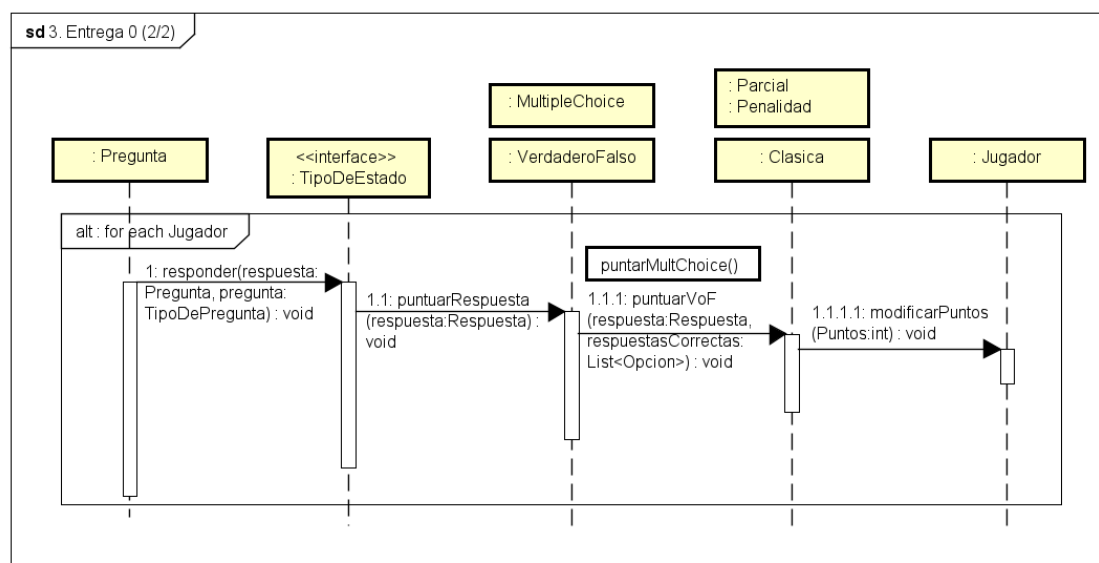 sd 3. Entrega 0 (2/2)
: MultipleChoice
: Parcial
: Penalidad
: Pregunta
<<interface>>
: TipoDeEstado
: VerdaderoFalso
: Clasica
: Jugador
alt : for each Jugador
1: responder(respuesta:
Pregunta, pregunta:
TipoDePregunta) : void
1.1: puntuarRespuesta
(respuesta:Respuesta) :
void
puntarMultChoice()
1.1.1: puntuarVoF
(respuesta:Respuesta,
respuestasCorrectas:
List<Opcion>) : void
1.1.1.1: modificarPuntos
(Puntos:int) : void